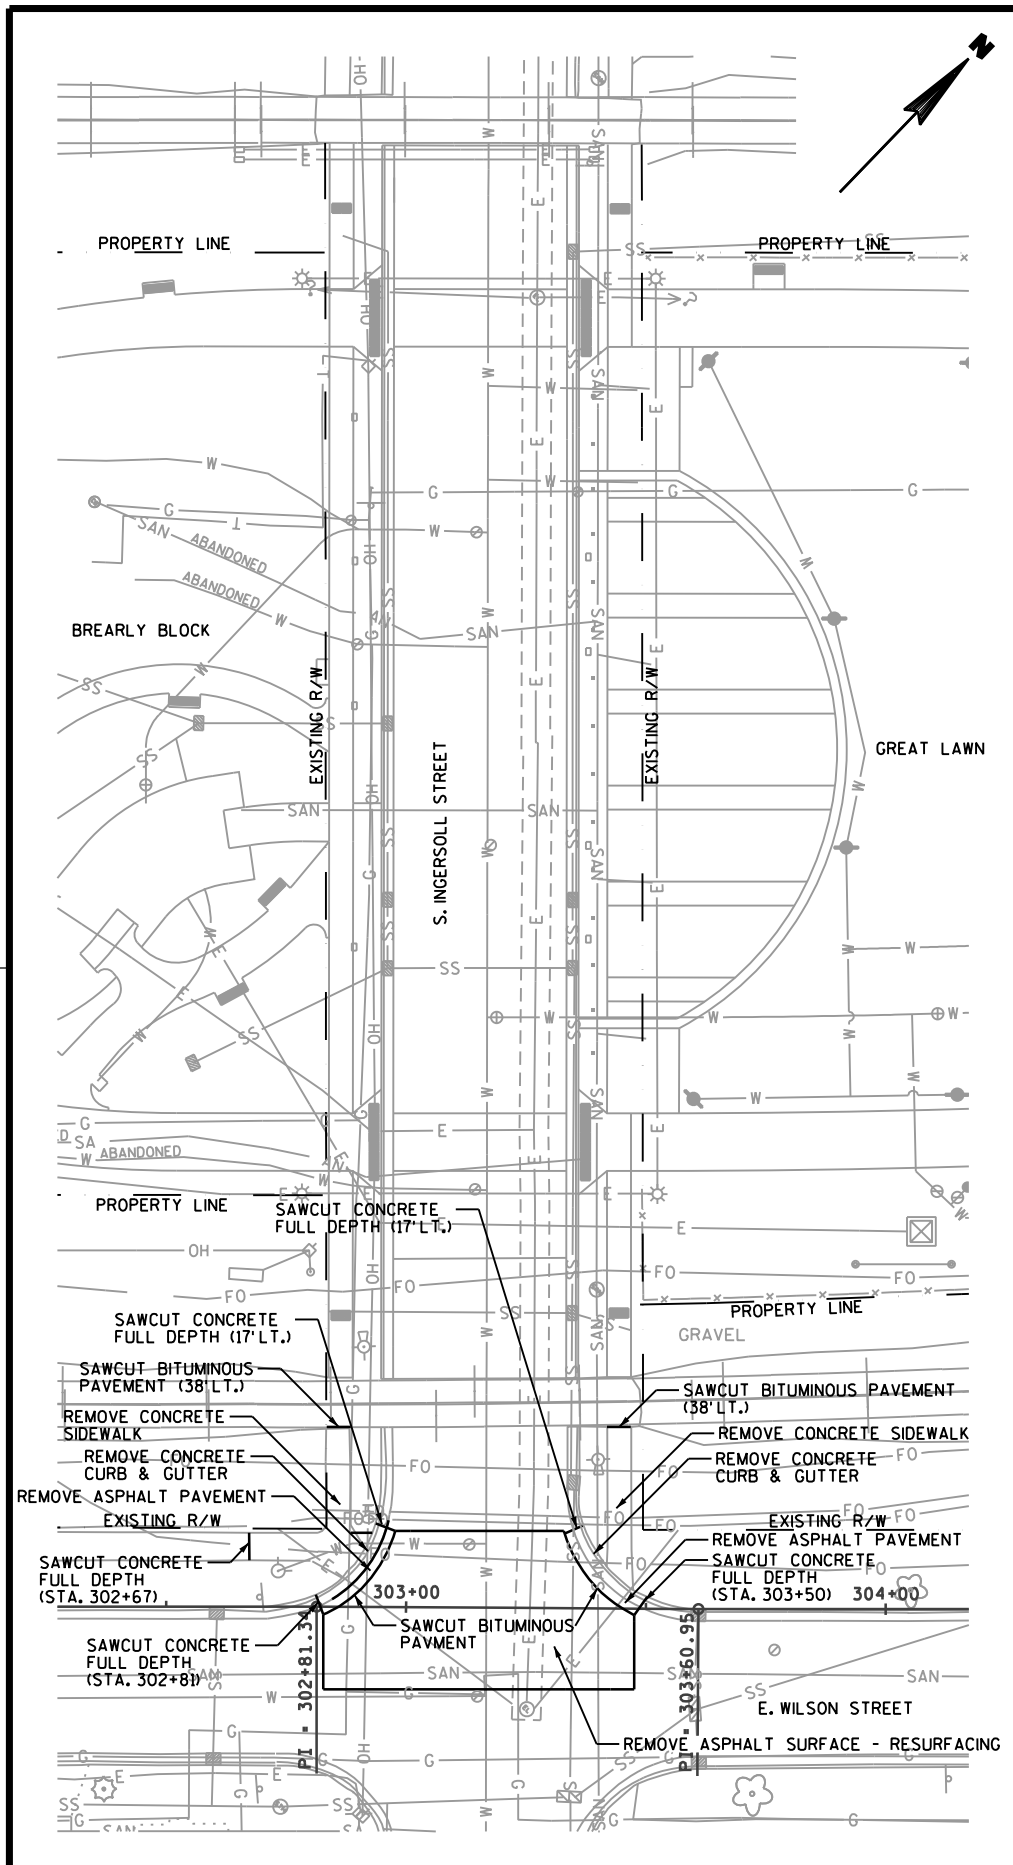 N
PROPERTY LINE
PROPERTY LINE
BREARLY BLOCK
EXISTING R/W
S. INGERSOLL STREET
EXISTING R/W
GREAT LAWN
ABANDONED
ABANDONED
ABANDONED
PROPERTY LINE
SAWCUT CONCRETE
FULL DEPTH (17' LT.)
PROPERTY LINE
GRAVEL
SAWCUT CONCRETE
FULL DEPTH (17' LT.)
SAWCUT BITUMINOUS
PAVEMENT (38' LT.)
REMOVE CONCRETE
SIDEWALK
REMOVE CONCRETE
CURB & GUTTER
REMOVE ASPHALT PAVEMENT
EXISTING R/W
SAWCUT CONCRETE
FULL DEPTH
(STA. 302+67)
SAWCUT CONCRETE
FULL DEPTH
(STA. 302+81)
SAWCUT BITUMINOUS PAVEMENT
(38' LT.)
REMOVE CONCRETE SIDEWALK
REMOVE CONCRETE
CURB & GUTTER
EXISTING R/W
REMOVE ASPHALT PAVEMENT
SAWCUT CONCRETE
FULL DEPTH
(STA. 303+50)
303+00
304+00
SAWCUT BITUMINOUS
PAVMENT
PI = 302+81.34
PI = 303+60.95
E. WILSON STREET
REMOVE ASPHALT SURFACE - RESURFACING